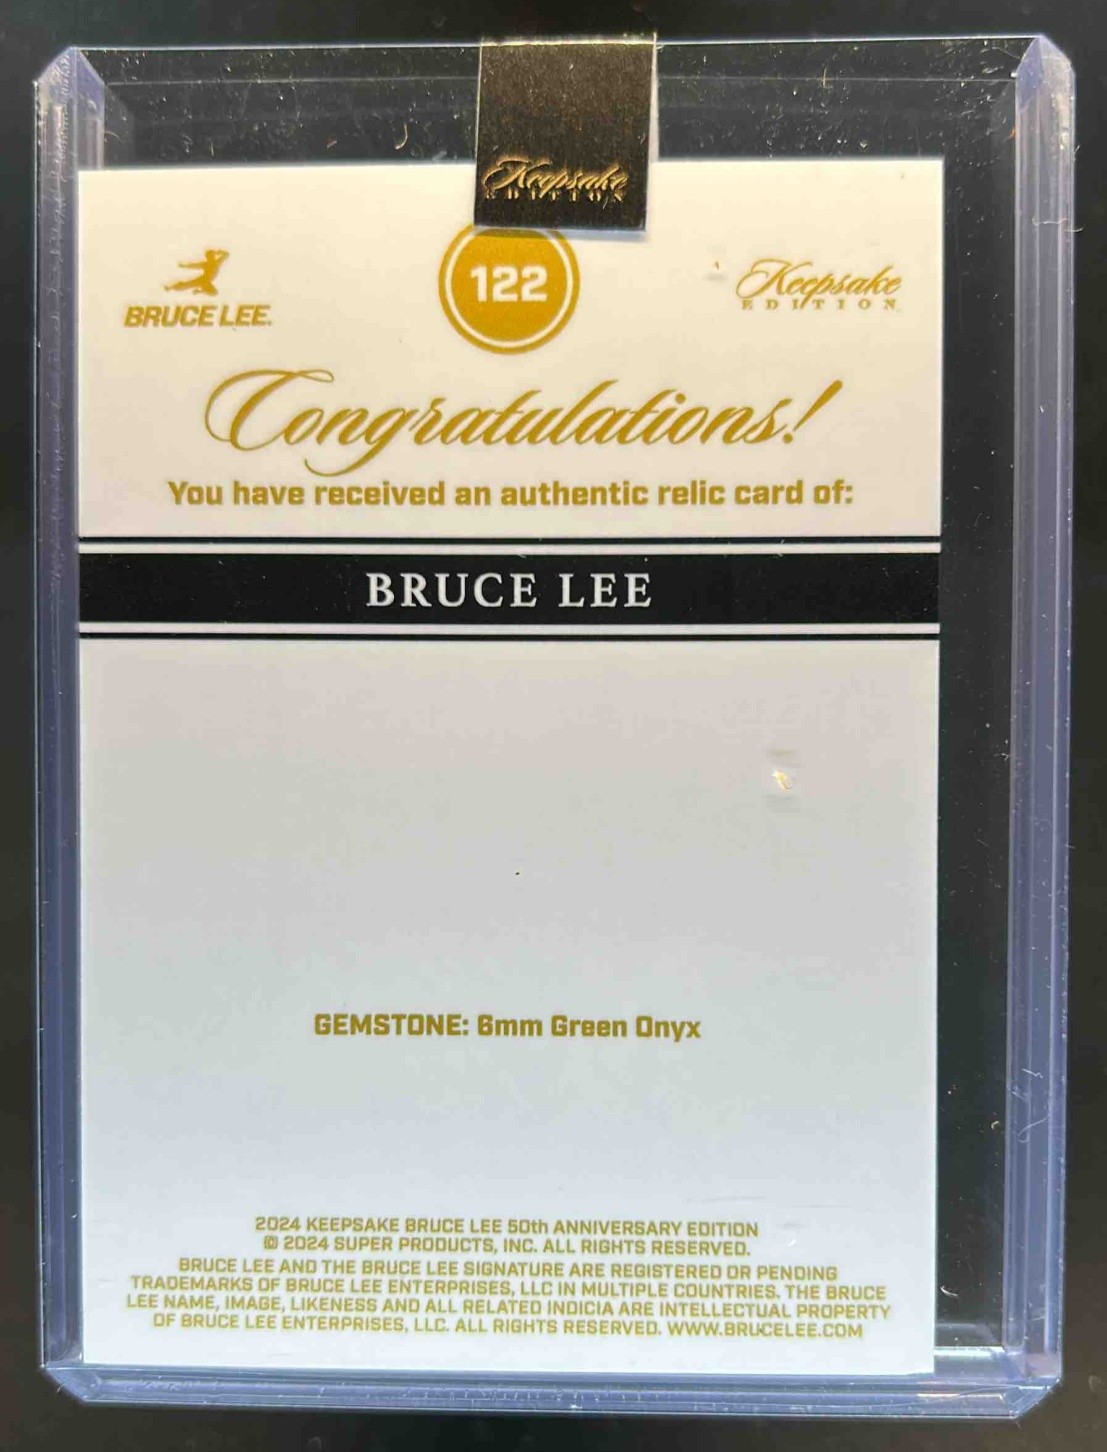 Keepsake
EDITION
122
BRUCE LEE.
Keepsake
EDITION
Congratulations!
You have received an authentic relic card of:
BRUCE LEE
GEMSTONE: 6mm Green Onyx
2024 KEEPSAKE BRUCE LEE 50th ANNIVERSARY EDITION
© 2024 SUPER PRODUCTS, INC. ALL RIGHTS RESERVED.
BRUCE LEE AND THE BRUCE LEE SIGNATURE ARE REGISTERED OR PENDING
TRADEMARKS OF BRUCE LEE ENTERPRISES, LLC IN MULTIPLE COUNTRIES. THE BRUCE
LEE NAME, IMAGE, LIKENESS AND ALL RELATED INDICIA ARE INTELLECTUAL PROPERTY
OF BRUCE LEE ENTERPRISES, LLC. ALL RIGHTS RESERVED. WWW.BRUCELEE.COM